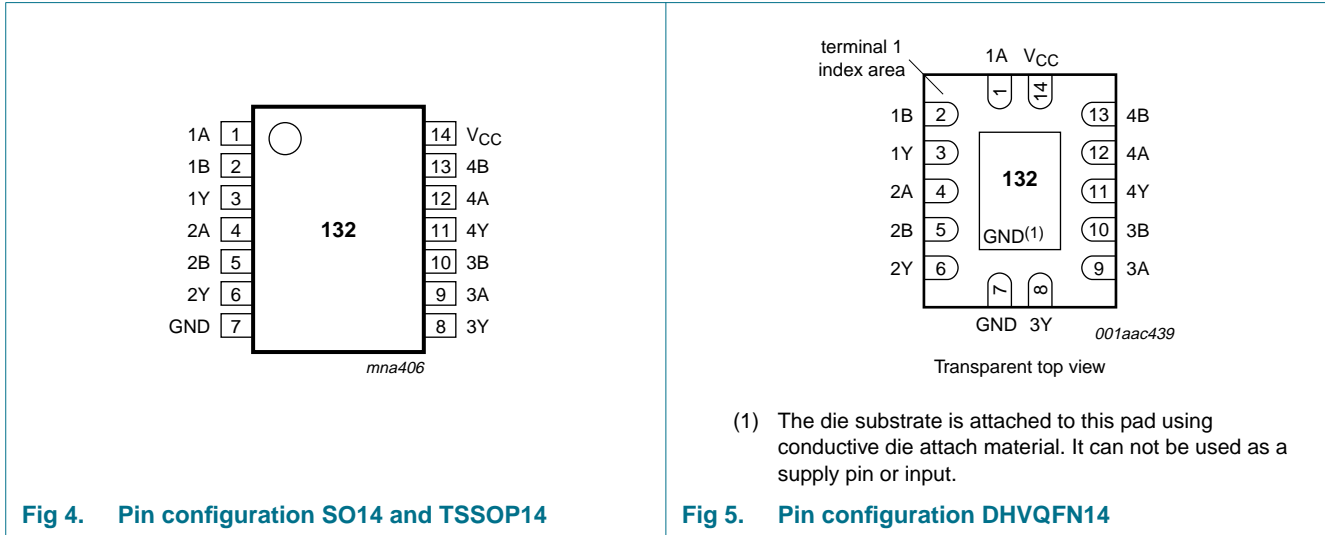 1A 1 14 VCC
1B 2 13 4B
1Y 3 12 4A
2A 4 132 11 4Y
2B 5 10 3B
2Y 6 9 3A
GND 7 8 3Y
mna406
Fig 4. Pin configuration SO14 and TSSOP14
terminal 1
index area
1A VCC
1 14
1B 2 13 4B
1Y 3 12 4A
132
2A 4 11 4Y
2B 5 GND(1) 10 3B
2Y 6 9 3A
7 8
GND 3Y
001aac439
Transparent top view
(1) The die substrate is attached to this pad using
conductive die attach material. It can not be used as a
supply pin or input.
Fig 5. Pin configuration DHVQFN14